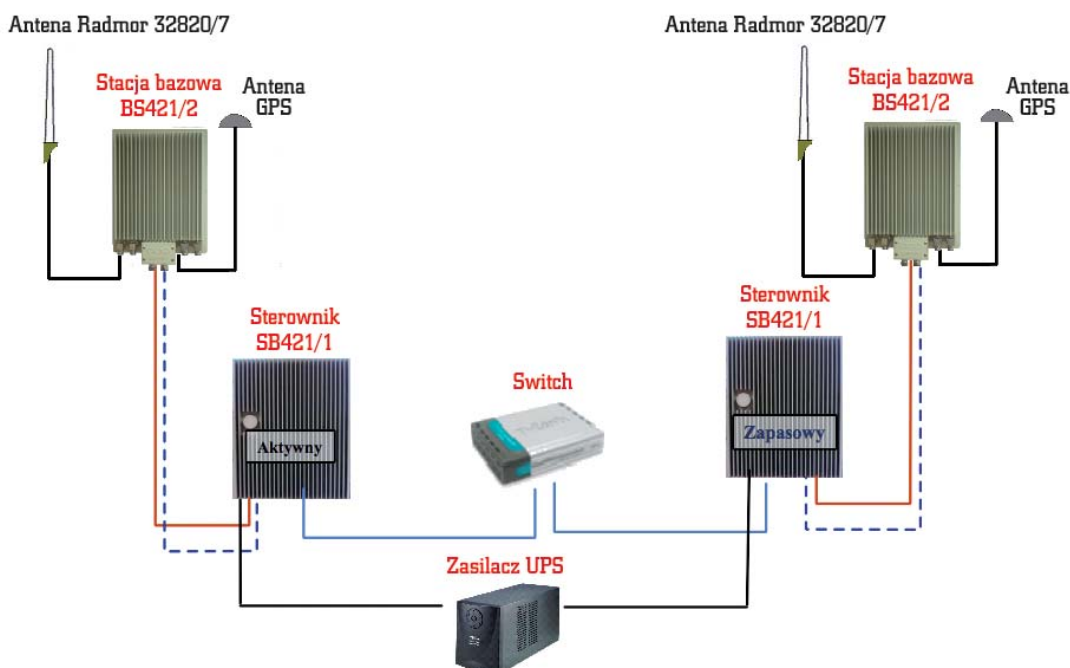 Antena Radmor 32820/7
Stacja bazowa
BS421/2
Antena
GPS
Antena Radmor 32820/7
Stacja bazowa
BS421/2
Antena
GPS
Sterownik
SB421/1
Aktywny
Switch
Sterownik
SB421/1
Zapasowy
Zasilacz UPS